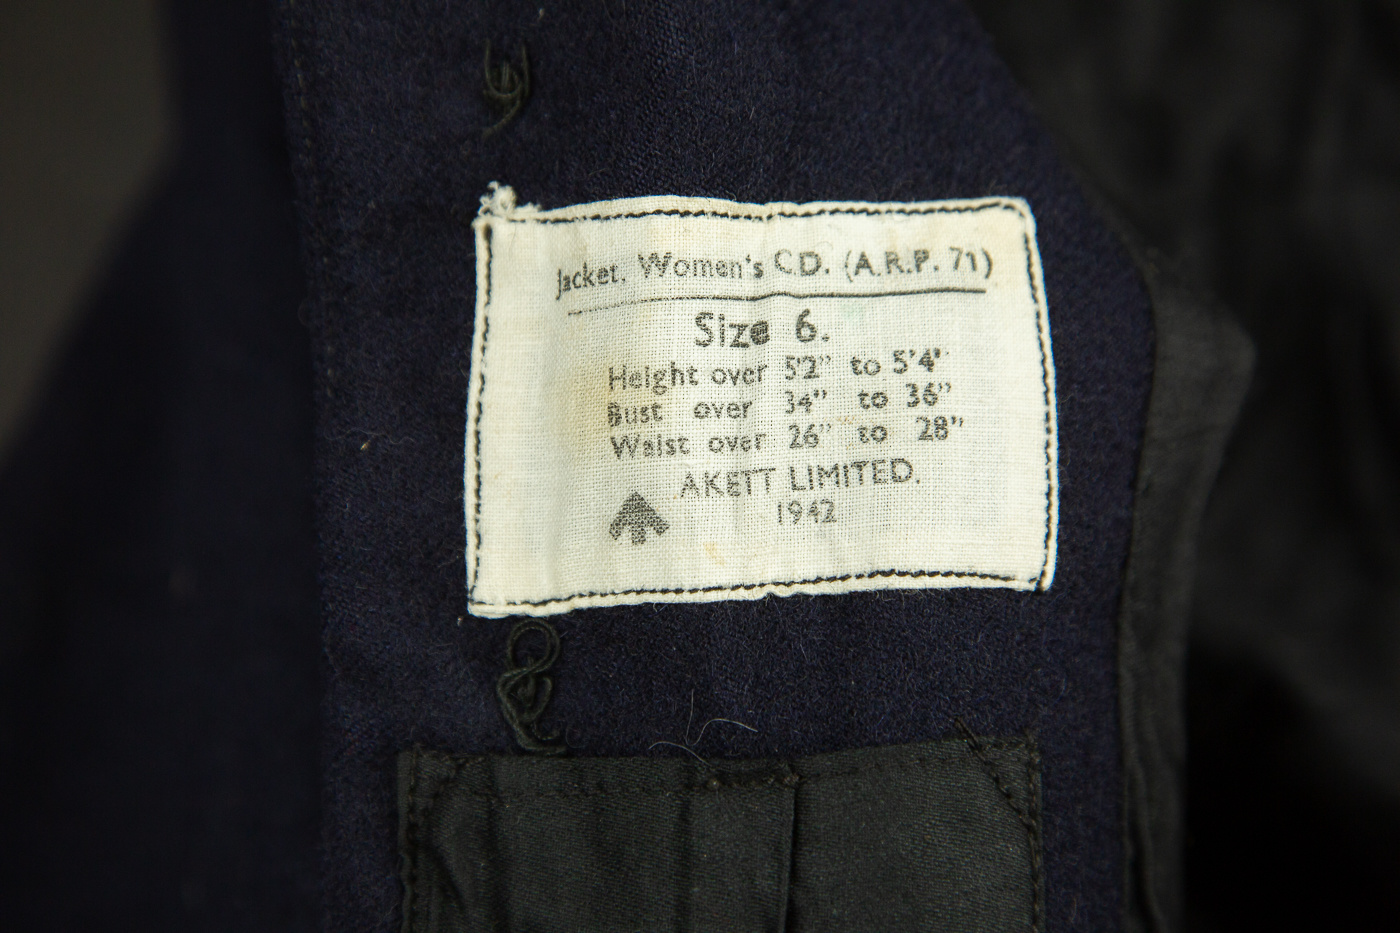 Jacket. Women's C.D. (A.R.P. 71)
Size 6.
Height over 5'2" to 5'4"
Bust over 34" to 36"
Waist over 26" to 28"
AKETT LIMITED.
1942